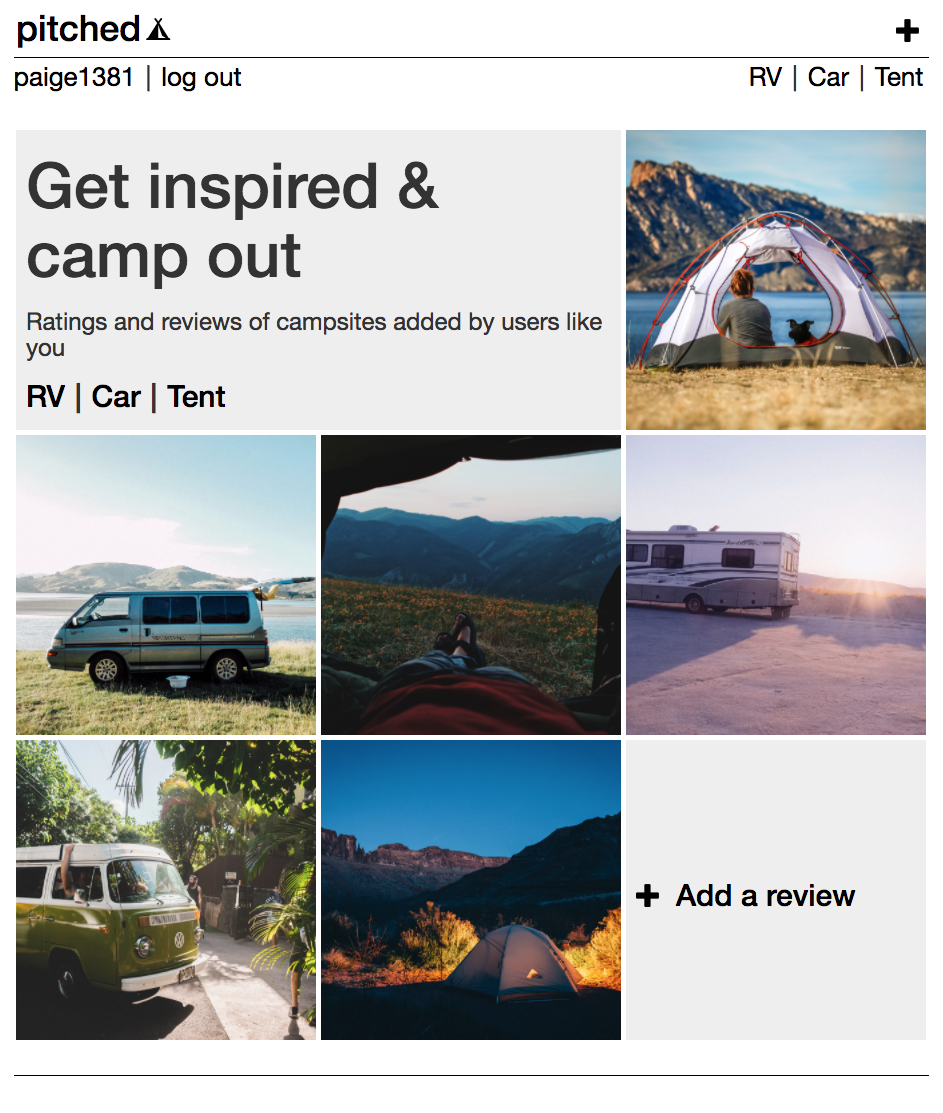 pitched
paige1381 | log out
RV | Car | Tent
Get inspired &
camp out
Ratings and reviews of campsites added by users like
you
RV | Car | Tent
Add a review